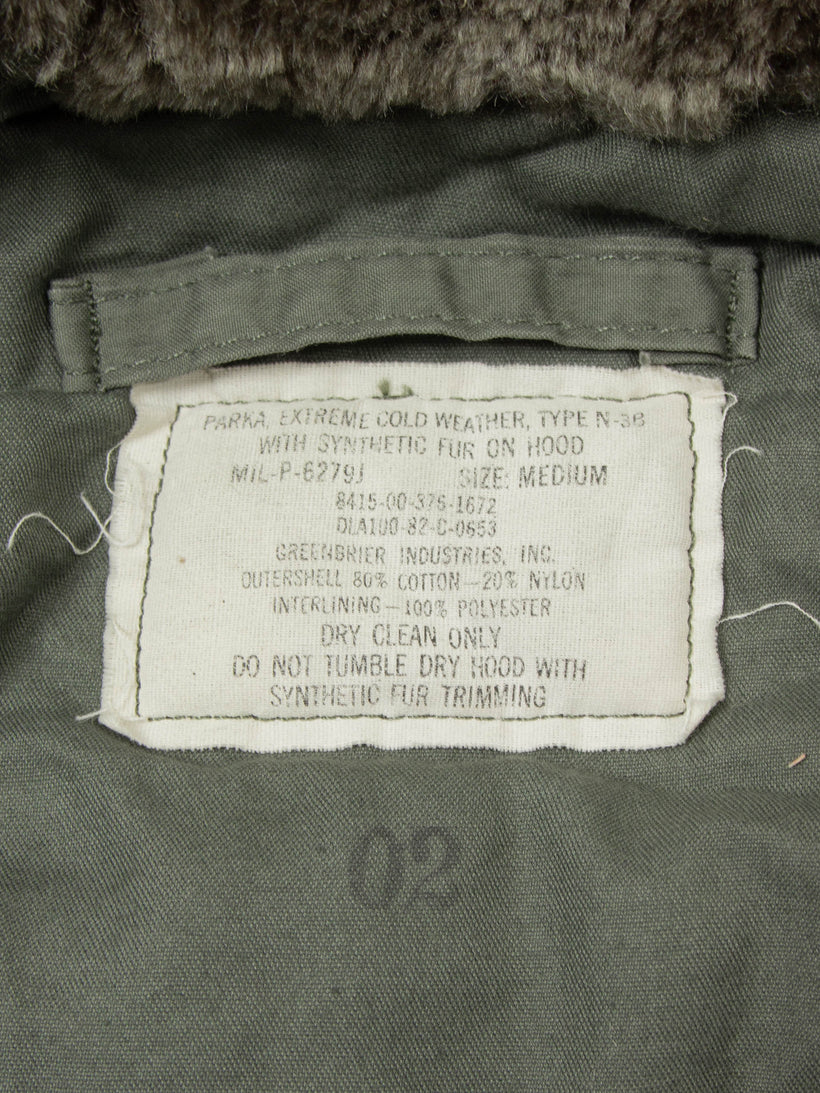 PARKA, EXTREME COLD WEATHER, TYPE N-3B
WITH SYNTHETIC FUR ON HOOD
MIL-P-6279J SIZE: MEDIUM
8415-00-376-1672
DLA100-82-C-0653
GREENBRIER INDUSTRIES, INC.
OUTERSHELL 80% COTTON—20% NYLON
INTERLINING—100% POLYESTER
DRY CLEAN ONLY
DO NOT TUMBLE DRY HOOD WITH
SYNTHETIC FUR TRIMMING
02